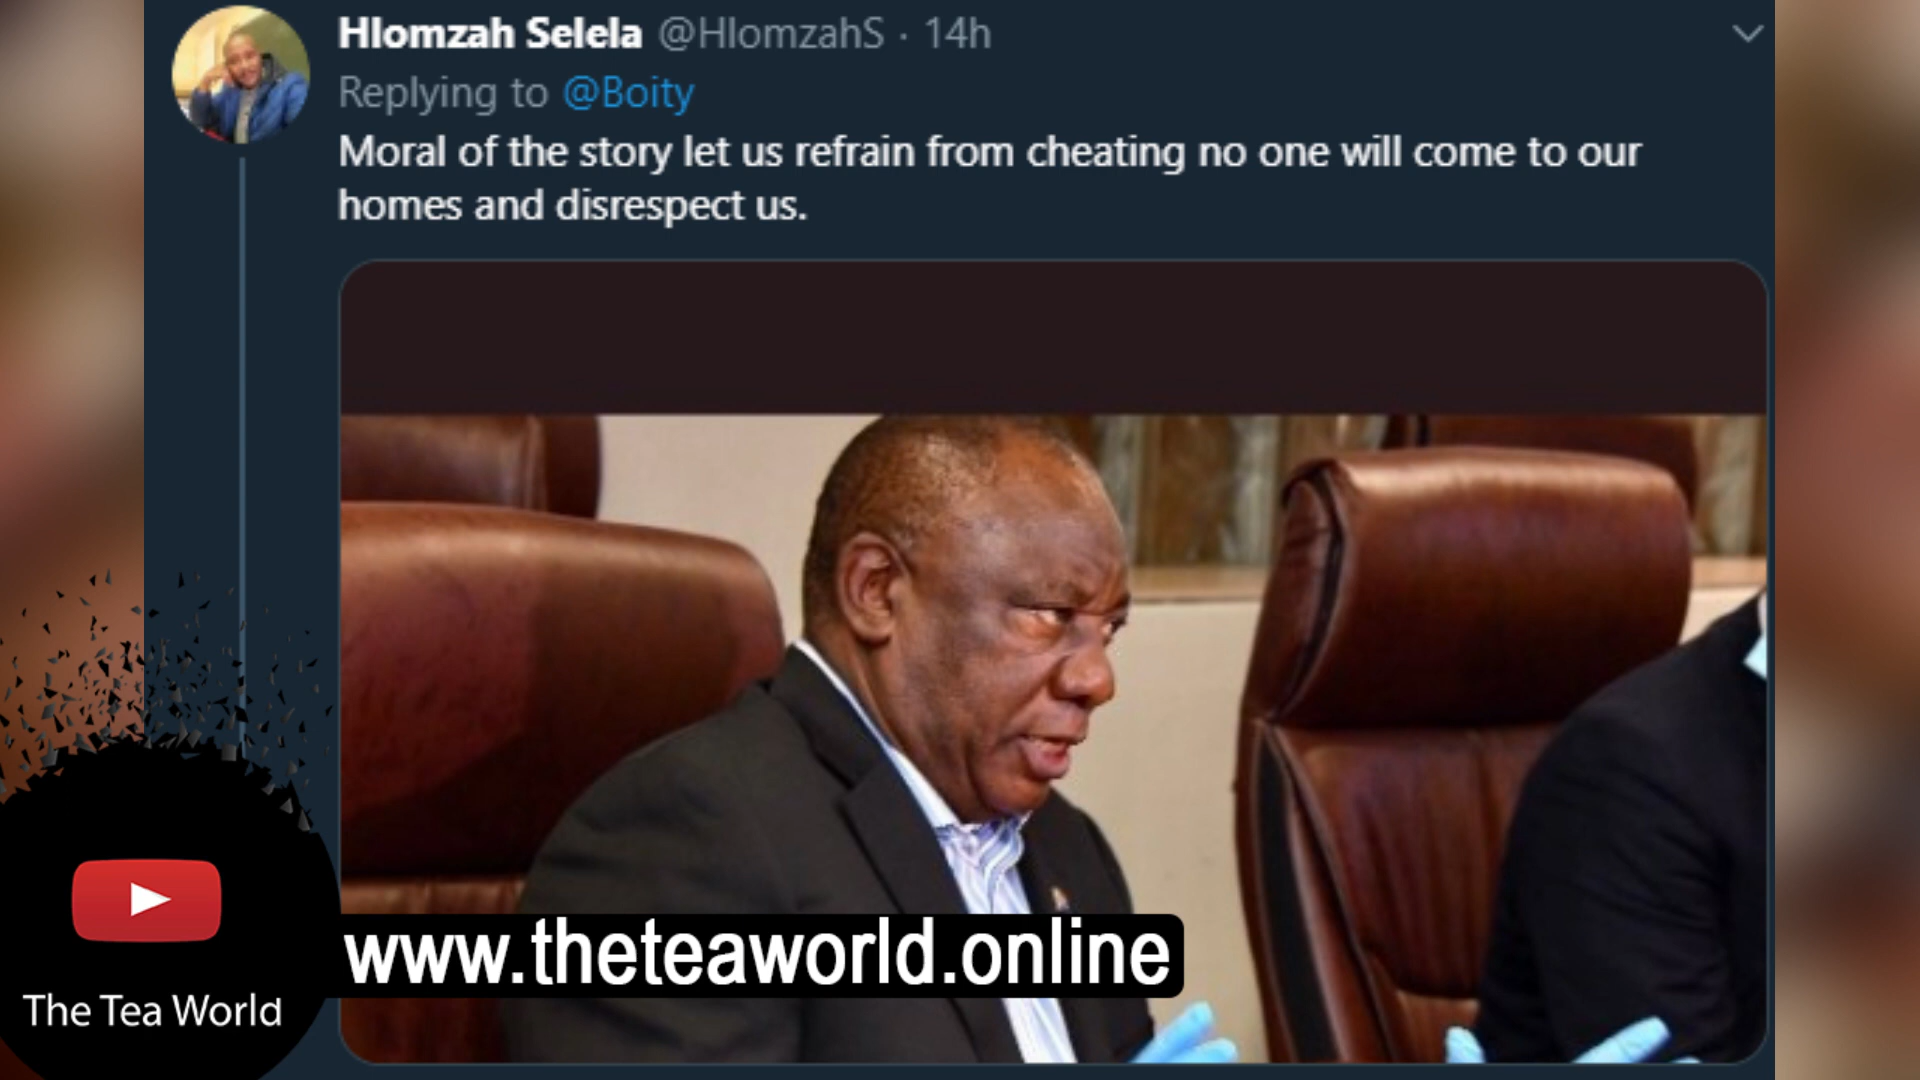 Hlomzah Selela @HlomzahS · 14h
Replying to @Boity
Moral of the story let us refrain from cheating no one will come to our
homes and disrespect us.
www.theteaworld.online
The Tea World